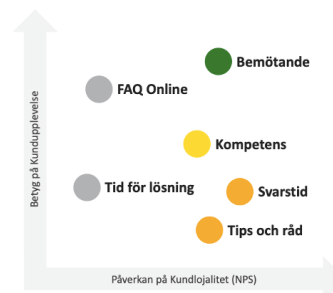 Bemötande
FAQ Online
Kompetens
Tid för lösning
Svarstid
Tips och råd
Betyg på Kundupplevelse
Påverkan på Kundlojalitet (NPS)